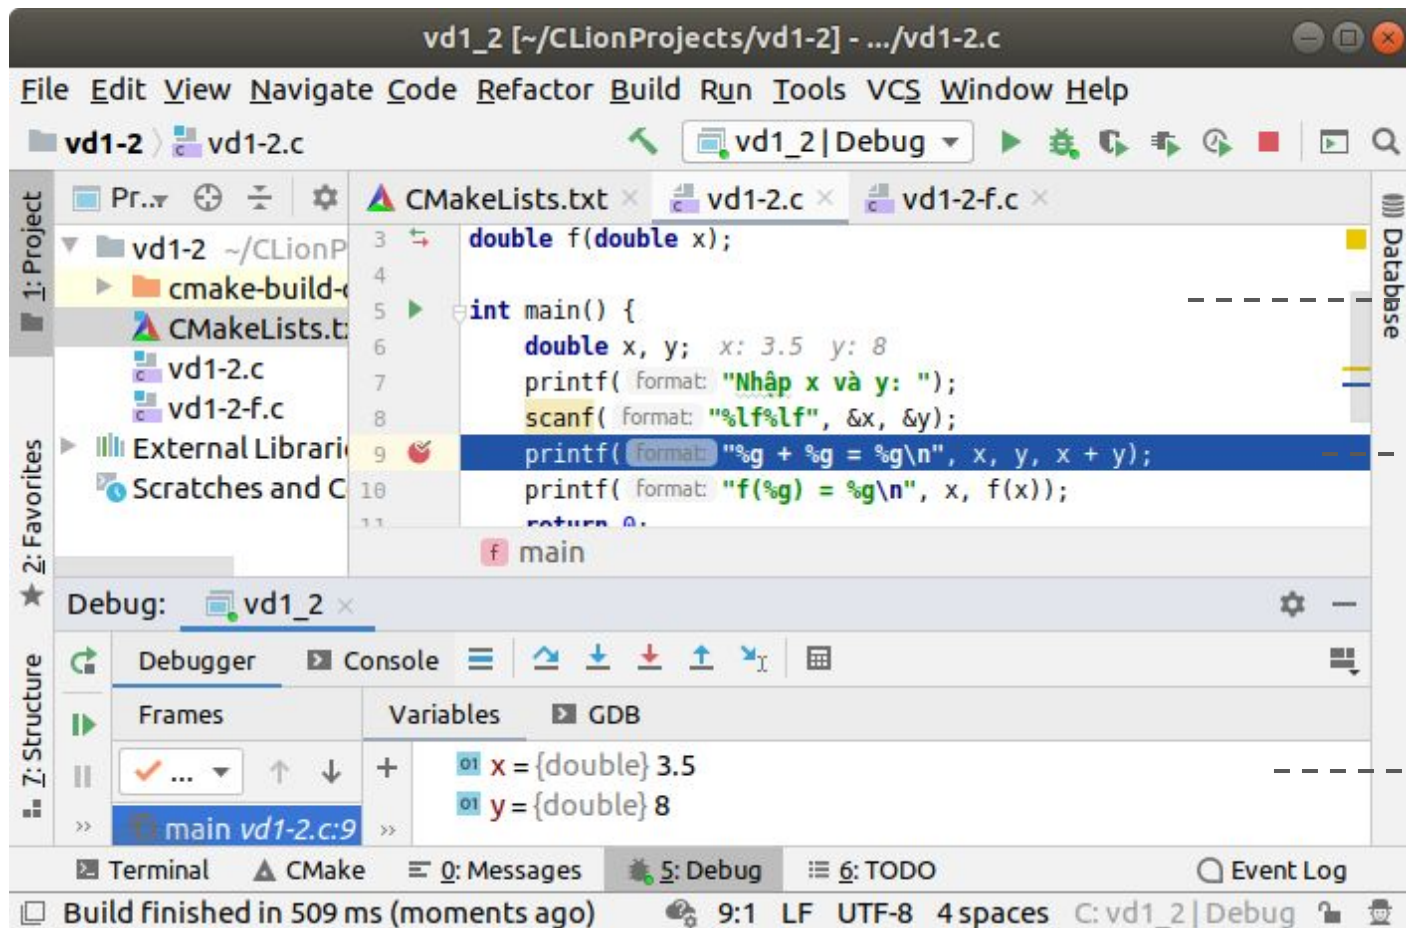 vd1_2 [~/CLionProjects/vd1-2] - .../vd1-2.c
File Edit View Navigate Code Refactor Build Run Tools VCS Window Help
vd1-2 vd1-2.c vd1_2 | Debug
1: Project
2: Favorites
7: Structure
Pr...
vd1-2 ~/CLionP
cmake-build-
CMakeLists.t
vd1-2.c
vd1-2-f.c
External Librari
Scratches and C
CMakeLists.txt vd1-2.c vd1-2-f.c
3 double f(double x);
4
5 int main() {
6 double x, y; x: 3.5 y: 8
7 printf( format: "Nhập x và y: ");
8 scanf( format: "%lf%lf", &x, &y);
9 printf( format: "%g + %g = %g\n", x, y, x + y);
10 printf( format: "f(%g) = %g\n", x, f(x));
11 return 0;
f main
Database
Debug: vd1_2
Debugger Console
Frames Variables GDB
...
main vd1-2.c:9
x = {double} 3.5
y = {double} 8
Terminal CMake 0: Messages 5: Debug 6: TODO Event Log
Build finished in 509 ms (moments ago) 9:1 LF UTF-8 4 spaces C: vd1_2 | Debug